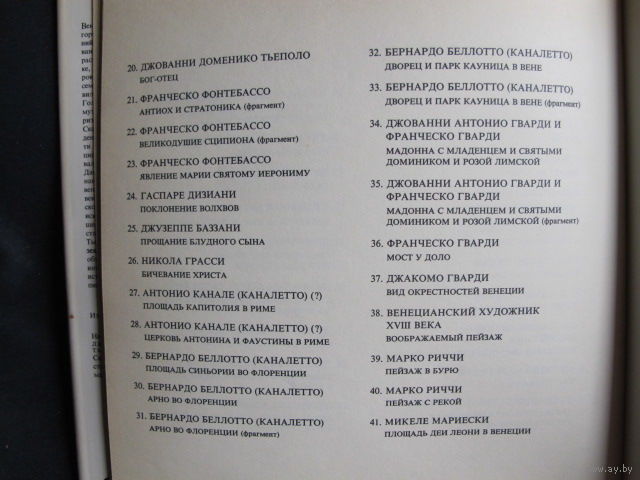 20. ДЖОВАННИ ДОМЕНИКО ТЬЕПОЛО
БОГ-ОТЕЦ
21. ФРАНЧЕСКО ФОНТЕБАССО
АНТИОХ И СТРАТОНИКА (фрагмент)
22. ФРАНЧЕСКО ФОНТЕБАССО
ВЕЛИКОДУШИЕ СЦИПИОНА (фрагмент)
23. ФРАНЧЕСКО ФОНТЕБАССО
ЯВЛЕНИЕ МАРИИ СВЯТОМУ ИЕРОНИМУ
24. ГАСПАРЕ ДИЗИАНИ
ПОКЛОНЕНИЕ ВОЛХВОВ
25. ДЖУЗЕППЕ БАЗЗАНИ
ПРОЩАНИЕ БЛУДНОГО СЫНА
26. НИКОЛА ГРАССИ
БИЧЕВАНИЕ ХРИСТА
27. АНТОНИО КАНАЛЕ (КАНАЛЕТТО) (?)
ПЛОЩАДЬ КАПИТОЛИЯ В РИМЕ
28. АНТОНИО КАНАЛЕ (КАНАЛЕТТО) (?)
ЦЕРКОВЬ АНТОНИНА И ФАУСТИНЫ В РИМЕ
29. БЕРНАРДО БЕЛЛОТТО (КАНАЛЕТТО)
ПЛОЩАДЬ СИНЬОРИИ ВО ФЛОРЕНЦИИ
30. БЕРНАРДО БЕЛЛОТТО (КАНАЛЕТТО)
АРНО ВО ФЛОРЕНЦИИ
31. БЕРНАРДО БЕЛЛОТТО (КАНАЛЕТТО)
АРНО ВО ФЛОРЕНЦИИ (фрагмент)
32. БЕРНАРДО БЕЛЛОТТО (КАНАЛЕТТО)
ДВОРЕЦ И ПАРК КАУНИЦА В ВЕНЕ
33. БЕРНАРДО БЕЛЛОТТО (КАНАЛЕТТО)
ДВОРЕЦ И ПАРК КАУНИЦА В ВЕНЕ (фрагмент)
34. ДЖОВАННИ АНТОНИО ГВАРДИ И
ФРАНЧЕСКО ГВАРДИ
МАДОННА С МЛАДЕНЦЕМ И СВЯТЫМИ
ДОМИНИКОМ И РОЗОЙ ЛИМСКОЙ
35. ДЖОВАННИ АНТОНИО ГВАРДИ И
ФРАНЧЕСКО ГВАРДИ
МАДОННА С МЛАДЕНЦЕМ И СВЯТЫМИ
ДОМИНИКОМ И РОЗОЙ ЛИМСКОЙ (фрагмент)
36. ФРАНЧЕСКО ГВАРДИ
МОСТ У ДОЛО
37. ДЖАКОМО ГВАРДИ
ВИД ОКРЕСТНОСТЕЙ ВЕНЕЦИИ
38. ВЕНЕЦИАНСКИЙ ХУДОЖНИК
XVIII ВЕКА
ВООБРАЖАЕМЫЙ ПЕЙЗАЖ
39. МАРКО РИЧЧИ
ПЕЙЗАЖ В БУРЮ
40. МАРКО РИЧЧИ
ПЕЙЗАЖ С РЕКОЙ
41. МИКЕЛЕ МАРИЕСКИ
ПЛОЩАДЬ ДЕИ ЛЕОНИ В ВЕНЕЦИИ
www.ay.by